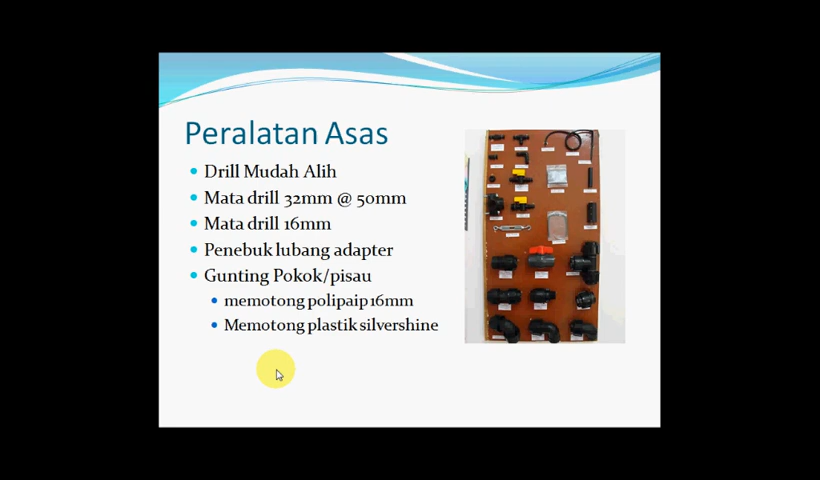 Peralatan Asas
Drill Mudah Alih
Mata drill 32mm @ 50mm
Mata drill 16mm
Penebuk lubang adapter
Gunting Pokok/pisau
memotong polipaip 16mm
Memotong plastik silvershine